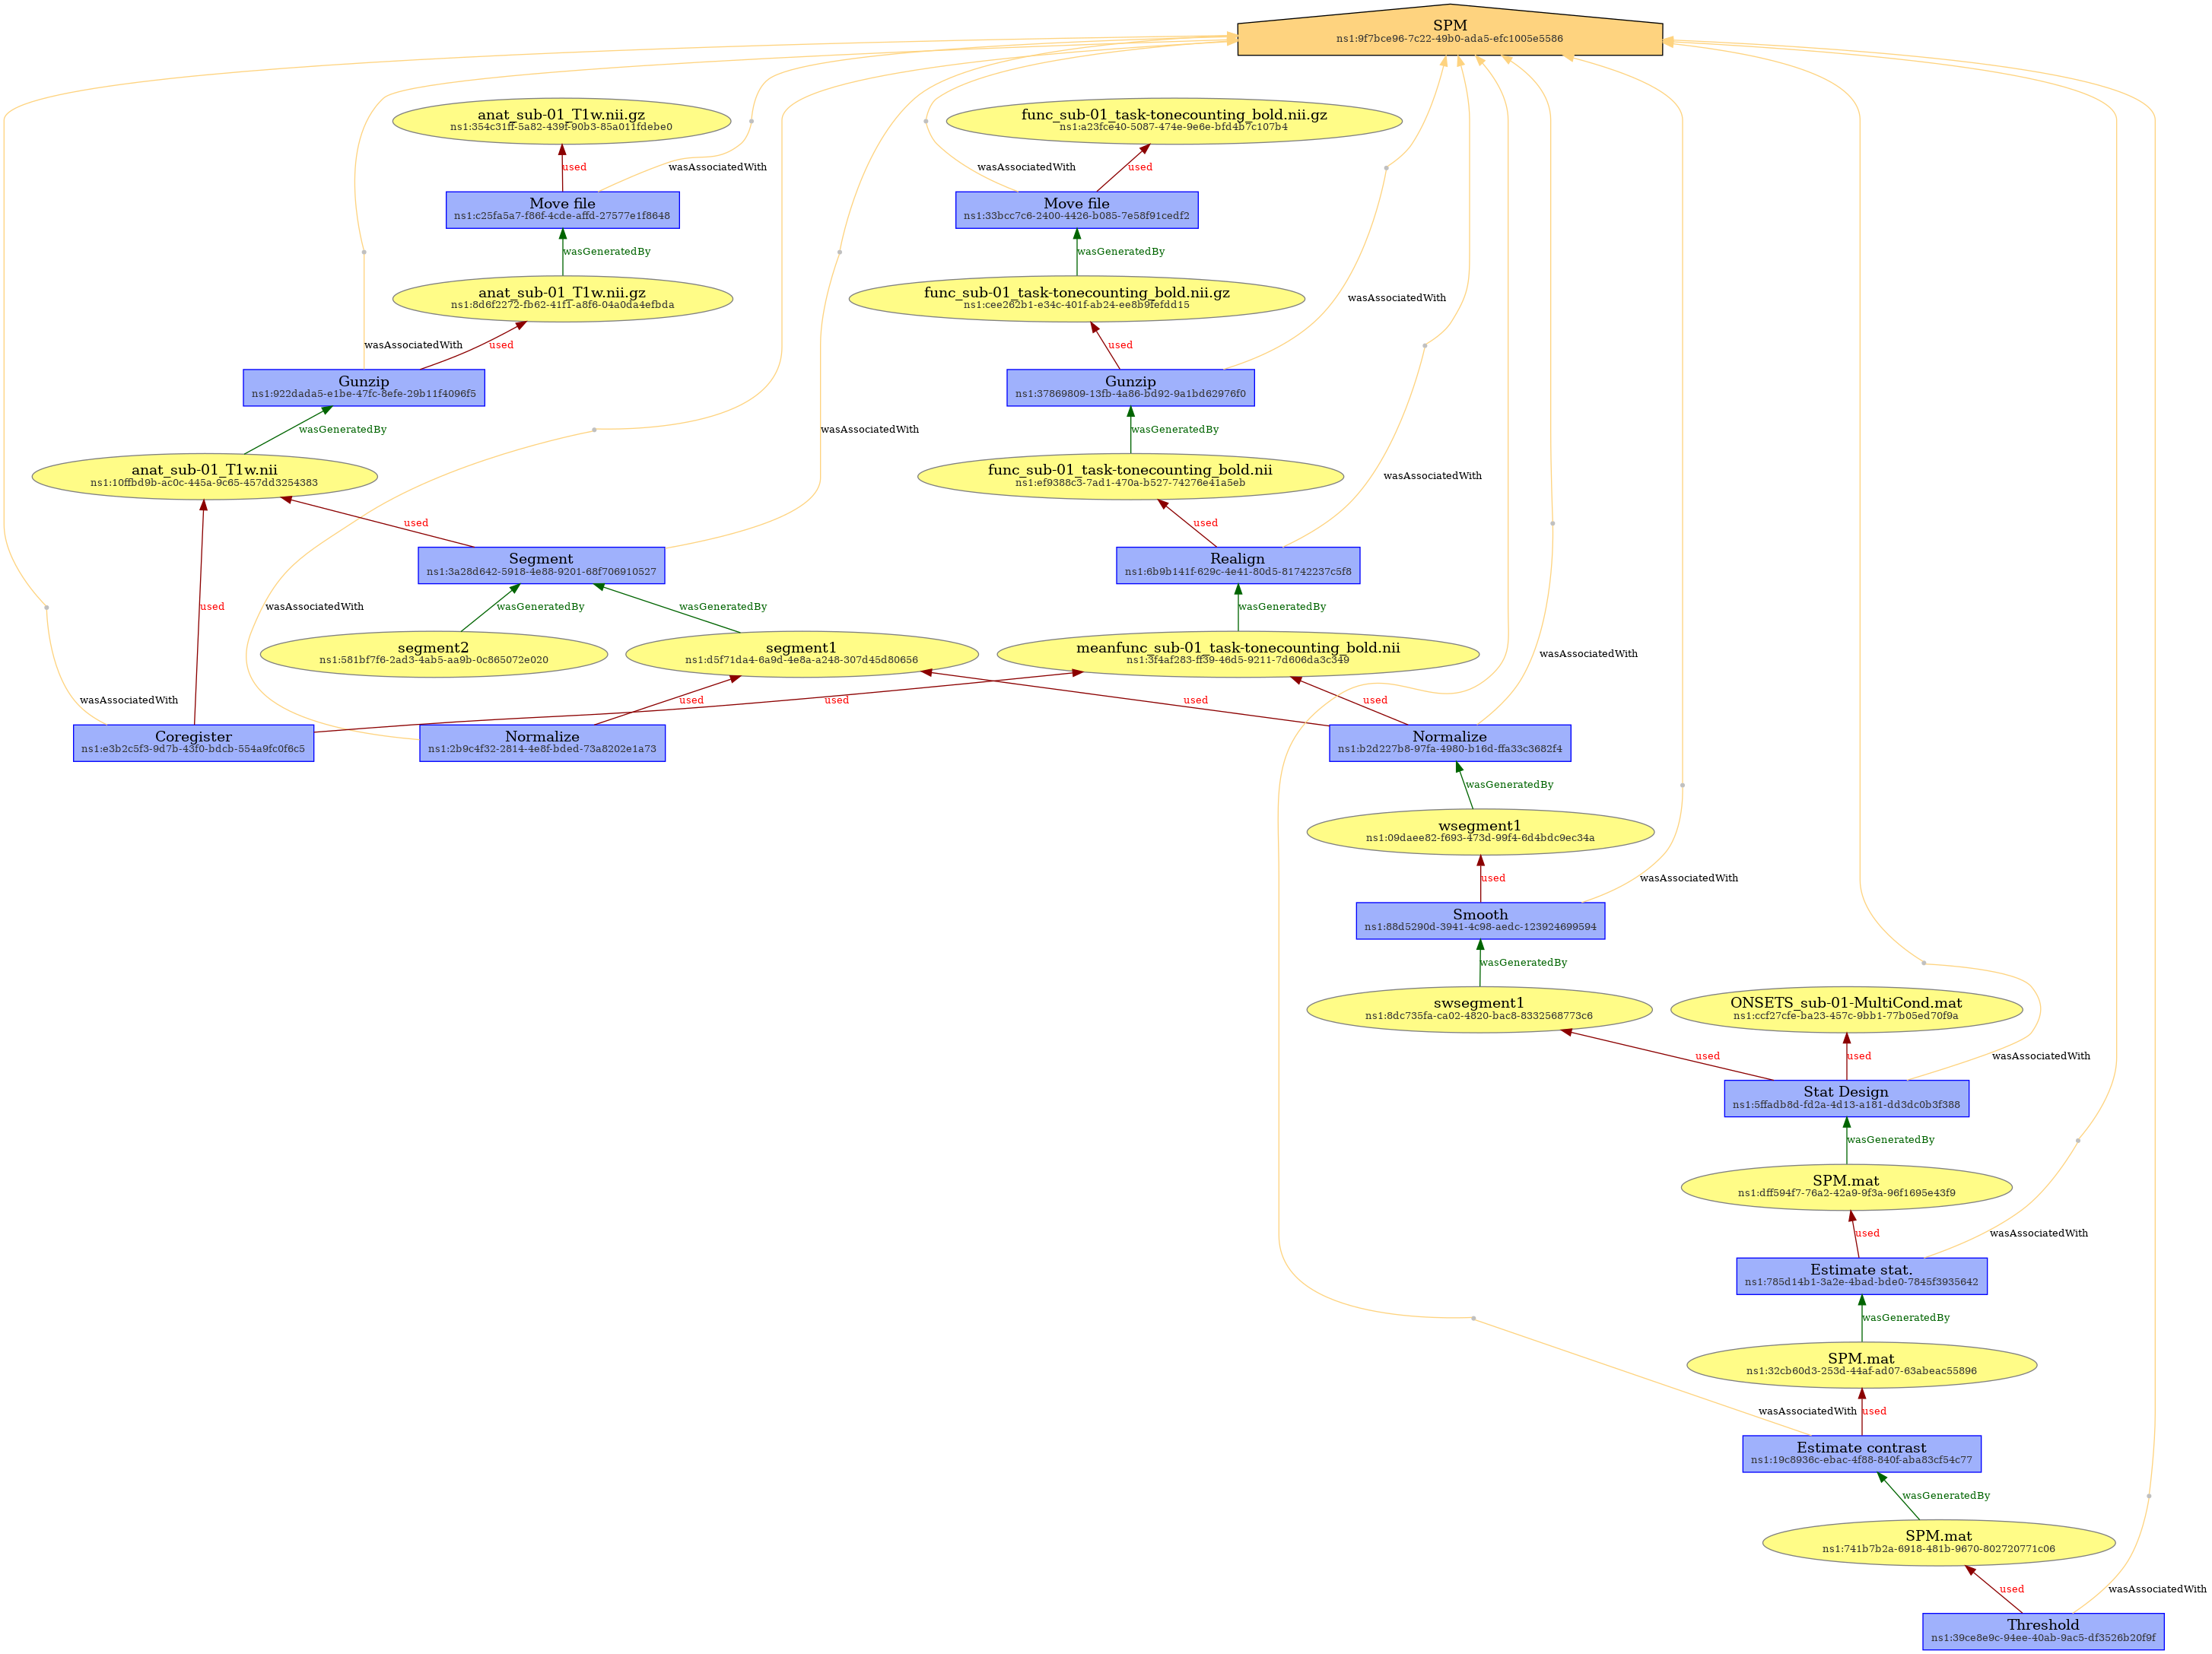 SPM
ns1:9f7bce96-7c22-49b0-ada5-efc1005e5586
anat_sub-01_T1w.nii.gz
ns1:354c31ff-5a82-439f-90b3-85a011fdebe0
func_sub-01_task-tonecounting_bold.nii.gz
ns1:a23fce40-5087-474e-9e6e-bfd4b7c107b4
used
wasAssociatedWith
wasAssociatedWith
used
Move file
ns1:c25fa5a7-f86f-4cde-affd-27577e1f8648
Move file
ns1:33bcc7c6-2400-4426-b085-7e58f91cedf2
wasGeneratedBy
wasGeneratedBy
anat_sub-01_T1w.nii.gz
ns1:8d6f2272-fb62-41f1-a8f6-04a0da4efbda
func_sub-01_task-tonecounting_bold.nii.gz
ns1:cee262b1-e34c-401f-ab24-ee8b9fefdd15
wasAssociatedWith
wasAssociatedWith
used
used
Gunzip
ns1:922dada5-e1be-47fc-8efe-29b11f4096f5
Gunzip
ns1:37869809-13fb-4a86-bd92-9a1bd62976f0
wasGeneratedBy
wasAssociatedWith
wasGeneratedBy
anat_sub-01_T1w.nii
ns1:10ffbd9b-ac0c-445a-9c65-457dd3254383
func_sub-01_task-tonecounting_bold.nii
ns1:ef9388c3-7ad1-470a-b527-74276e41a5eb
wasAssociatedWith
used
used
Segment
ns1:3a28d642-5918-4e88-9201-68f706910527
Realign
ns1:6b9b141f-629c-4e41-80d5-81742237c5f8
used
wasAssociatedWith
wasGeneratedBy
wasGeneratedBy
wasGeneratedBy
segment2
ns1:581bf7f6-2ad3-4ab5-aa9b-0c865072e020
segment1
ns1:d5f71da4-6a9d-4e8a-a248-307d45d80656
meanfunc_sub-01_task-tonecounting_bold.nii
ns1:3f4af283-ff39-46d5-9211-7d606da3c349
wasAssociatedWith
wasAssociatedWith
used
used
used
used
Coregister
ns1:e3b2c5f3-9d7b-43f0-bdcb-554a9fc0f6c5
Normalize
ns1:2b9c4f32-2814-4e8f-bded-73a8202e1a73
Normalize
ns1:b2d227b8-97fa-4980-b16d-ffa33c3682f4
wasGeneratedBy
wsegment1
ns1:09daee82-f693-473d-99f4-6d4bdc9ec34a
used
wasAssociatedWith
Smooth
ns1:88d5290d-3941-4c98-aedc-123924699594
wasGeneratedBy
swsegment1
ns1:8dc735fa-ca02-4820-bac8-8332568773c6
ONSETS_sub-01-MultiCond.mat
ns1:ccf27cfe-ba23-457c-9bb1-77b05ed70f9a
used
used
wasAssociatedWith
Stat Design
ns1:5ffadb8d-fd2a-4d13-a181-dd3dc0b3f388
wasGeneratedBy
SPM.mat
ns1:dff594f7-76a2-42a9-9f3a-96f1695e43f9
used
wasAssociatedWith
Estimate stat.
ns1:785d14b1-3a2e-4bad-bde0-7845f3935642
wasGeneratedBy
SPM.mat
ns1:32cb60d3-253d-44af-ad07-63abeac55896
wasAssociatedWith
used
Estimate contrast
ns1:19c8936c-ebac-4f88-840f-aba83cf54c77
wasGeneratedBy
SPM.mat
ns1:741b7b2a-6918-481b-9670-802720771c06
used
wasAssociatedWith
Threshold
ns1:39ce8e9c-94ee-40ab-9ac5-df3526b20f9f